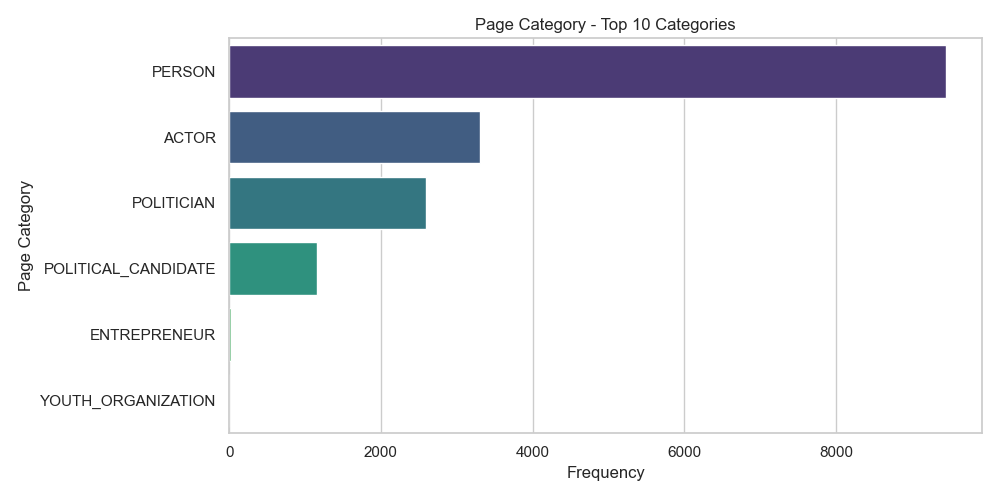 Page Category - Top 10 Categories
Page Category
PERSON
ACTOR
POLITICIAN
POLITICAL_CANDIDATE
ENTREPRENEUR
YOUTH_ORGANIZATION
0 2000 4000 6000 8000
Frequency